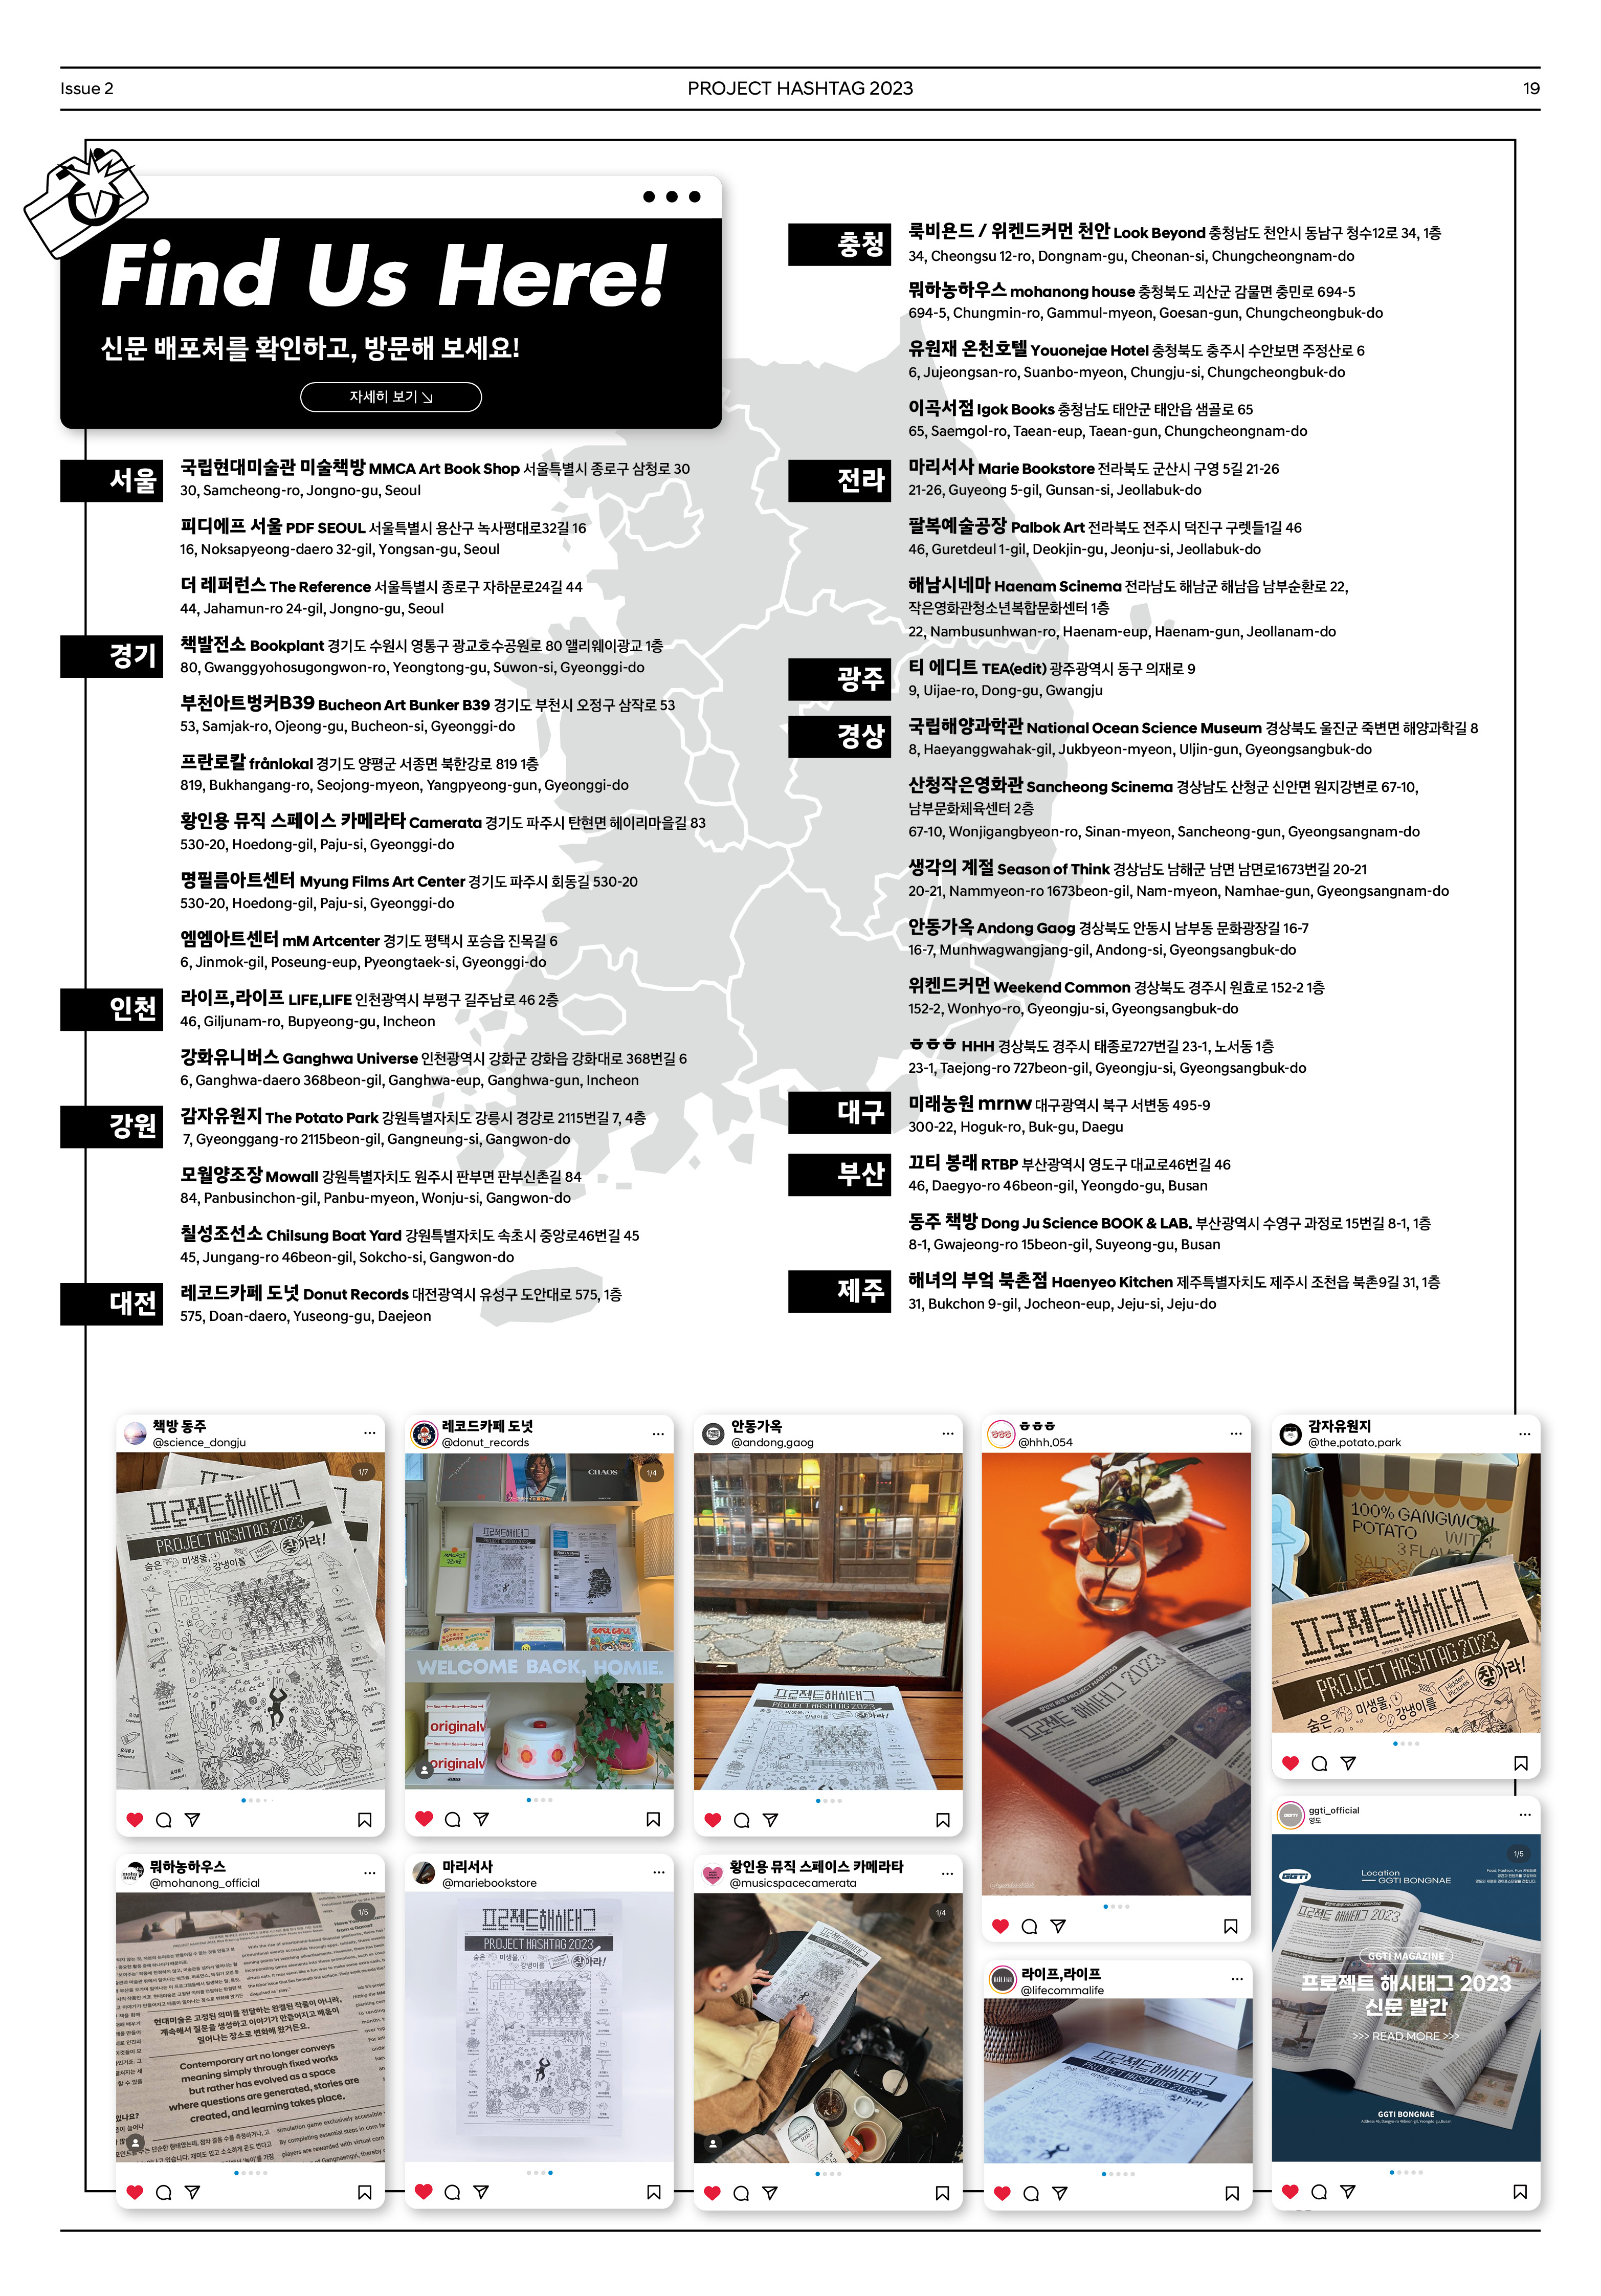 Issue 2
PROJECT HASHTAG 2023
19
Find Us Here!
신문 배포처를 확인하고, 방문해 보세요!
자세히 보기 ↘
서울
국립현대미술관 미술책방 MMCA Art Book Shop 서울특별시 종로구 삼청로 30
30, Samcheong-ro, Jongno-gu, Seoul
피디에프 서울 PDF SEOUL 서울특별시 용산구 녹사평대로32길 16
16, Noksapyeong-daero 32-gil, Yongsan-gu, Seoul
더 레퍼런스 The Reference 서울특별시 종로구 자하문로24길 44
44, Jahamun-ro 24-gil, Jongno-gu, Seoul
경기
책발전소 Bookplant 경기도 수원시 영통구 광교호수공원로 80 앨리웨이광교 1층
80, Gwanggyohosugongwon-ro, Yeongtong-gu, Suwon-si, Gyeonggi-do
부천아트벙커B39 Bucheon Art Bunker B39 경기도 부천시 오정구 삼작로 53
53, Samjak-ro, Ojeong-gu, Bucheon-si, Gyeonggi-do
프란로칼 frånlokal 경기도 양평군 서종면 북한강로 819 1층
819, Bukhangang-ro, Seojong-myeon, Yangpyeong-gun, Gyeonggi-do
황인용 뮤직 스페이스 카메라타 Camerata 경기도 파주시 탄현면 헤이리마을길 83
530-20, Hoedong-gil, Paju-si, Gyeonggi-do
명필름아트센터 Myung Films Art Center 경기도 파주시 회동길 530-20
530-20, Hoedong-gil, Paju-si, Gyeonggi-do
엠엠아트센터 mM Artcenter 경기도 평택시 포승읍 진목길 6
6, Jinmok-gil, Poseung-eup, Pyeongtaek-si, Gyeonggi-do
인천
라이프,라이프 LIFE,LIFE 인천광역시 부평구 길주남로 46 2층
46, Giljunam-ro, Bupyeong-gu, Incheon
강화유니버스 Ganghwa Universe 인천광역시 강화군 강화읍 강화대로 368번길 6
6, Ganghwa-daero 368beon-gil, Ganghwa-eup, Ganghwa-gun, Incheon
강원
감자유원지 The Potato Park 강원특별자치도 강릉시 경강로 2115번길 7, 4층
7, Gyeonggang-ro 2115beon-gil, Gangneung-si, Gangwon-do
모월양조장 Mowall 강원특별자치도 원주시 판부면 판부신촌길 84
84, Panbusinchon-gil, Panbu-myeon, Wonju-si, Gangwon-do
칠성조선소 Chilsung Boat Yard 강원특별자치도 속초시 중앙로46번길 45
45, Jungang-ro 46beon-gil, Sokcho-si, Gangwon-do
대전
레코드카페 도넛 Donut Records 대전광역시 유성구 도안대로 575, 1층
575, Doan-daero, Yuseong-gu, Daejeon
충청
룩비욘드 / 위켄드커먼 천안 Look Beyond 충청남도 천안시 동남구 청수12로 34, 1층
34, Cheongsu 12-ro, Dongnam-gu, Cheonan-si, Chungcheongnam-do
뭐하농하우스 mohanong house 충청북도 괴산군 감물면 충민로 694-5
694-5, Chungmin-ro, Gammul-myeon, Goesan-gun, Chungcheongbuk-do
유원재 온천호텔 Youonejae Hotel 충청북도 충주시 수안보면 주정산로 6
6, Jujeongsan-ro, Suanbo-myeon, Chungju-si, Chungcheongbuk-do
이곡서점 Igok Books 충청남도 태안군 태안읍 샘골로 65
65, Saemgol-ro, Taean-eup, Taean-gun, Chungcheongnam-do
전라
마리서사 Marie Bookstore 전라북도 군산시 구영 5길 21-26
21-26, Guyeong 5-gil, Gunsan-si, Jeollabuk-do
팔복예술공장 Palbok Art 전라북도 전주시 덕진구 구렛들1길 46
46, Guretdeul 1-gil, Deokjin-gu, Jeonju-si, Jeollabuk-do
해남시네마 Haenam Scinema 전라남도 해남군 해남읍 남부순환로 22,
작은영화관청소년복합문화센터 1층
22, Nambusunhwan-ro, Haenam-eup, Haenam-gun, Jeollanam-do
광주
티 에디트 TEA(edit) 광주광역시 동구 의재로 9
9, Uijae-ro, Dong-gu, Gwangju
경상
국립해양과학관 National Ocean Science Museum 경상북도 울진군 죽변면 해양과학길 8
8, Haeyanggwahak-gil, Jukbyeon-myeon, Uljin-gun, Gyeongsangbuk-do
산청작은영화관 Sancheong Scinema 경상남도 산청군 신안면 원지강변로 67-10,
남부문화체육센터 2층
67-10, Wonjigangbyeon-ro, Sinan-myeon, Sancheong-gun, Gyeongsangnam-do
생각의 계절 Season of Think 경상남도 남해군 남면 남면로1673번길 20-21
20-21, Nammyeon-ro 1673beon-gil, Nam-myeon, Namhae-gun, Gyeongsangnam-do
안동가옥 Andong Gaog 경상북도 안동시 남부동 문화광장길 16-7
16-7, Munhwagwangjang-gil, Andong-si, Gyeongsangbuk-do
위켄드커먼 Weekend Common 경상북도 경주시 원효로 152-2 1층
152-2, Wonhyo-ro, Gyeongju-si, Gyeongsangbuk-do
ㅎㅎㅎ HHH 경상북도 경주시 태종로727번길 23-1, 노서동 1층
23-1, Taejong-ro 727beon-gil, Gyeongju-si, Gyeongsangbuk-do
대구
미래농원 mrnw 대구광역시 북구 서변동 495-9
300-22, Hoguk-ro, Buk-gu, Daegu
부산
끄티 봉래 RTBP 부산광역시 영도구 대교로46번길 46
46, Daegyo-ro 46beon-gil, Yeongdo-gu, Busan
동주 책방 Dong Ju Science BOOK & LAB. 부산광역시 수영구 과정로 15번길 8-1, 1층
8-1, Gwajeong-ro 15beon-gil, Suyeong-gu, Busan
제주
해녀의 부엌 북촌점 Haenyeo Kitchen 제주특별자치도 제주시 조천읍 북촌9길 31, 1층
31, Bukchon 9-gil, Jocheon-eup, Jeju-si, Jeju-do
책방 동주
@science_dongju
1/7
프로젝트해시태그
PROJECT HASHTAG 2023
숨은 미생물, 강냉이를 Hidden Pictures 찾아라!
레코드카페 도넛
@donut_records
1/4
CHAOS
프로젝트해시태그
PROJECT HASHTAG 2023
WELCOME BACK, HOMIE.
original
original
안동가옥
@andong.gaog
프로젝트해시태그
PROJECT HASHTAG 2023
찾아라!
ㅎㅎㅎ
@hhh.054
프로젝트 해시태그 2023
감자유원지
@the.potato.park
100% GANGWON
POTATO WITH
3 FLAV
프로젝트해시태그
PROJECT HASHTAG 2023
숨은 미생물, 강냉이를 Hidden Pictures 찾아라!
뭐하농하우스
@mohanong_official
1/5
현대미술은 고정된 의미를 전달하는 완결된 작품이 아니라,
계속해서 질문을 생성하고 이야기가 만들어지고 배움이
일어나는 장소로 변화해 왔거든요.
Contemporary art no longer conveys
meaning simply through fixed works
but rather has evolved as a space
where questions are generated, stories are
created, and learning takes place.
마리서사
@mariebookstore
프로젝트해시태그
PROJECT HASHTAG 2023
숨은 미생물, 강냉이를 찾아라!
황인용 뮤직 스페이스 카메라타
@musicspacecamerata
1/4
라이프,라이프
@lifecommalife
프로젝트해시태그
PROJECT HASHTAG 2023
ggti_official
영도
1/5
GGTI
Location
GGTI BONGNAE
프로젝트 해시태그 2023
GGTI MAGAZINE
프로젝트 해시태그 2023
신문 발간
>>> READ MORE >>>
GGTI BONGNAE